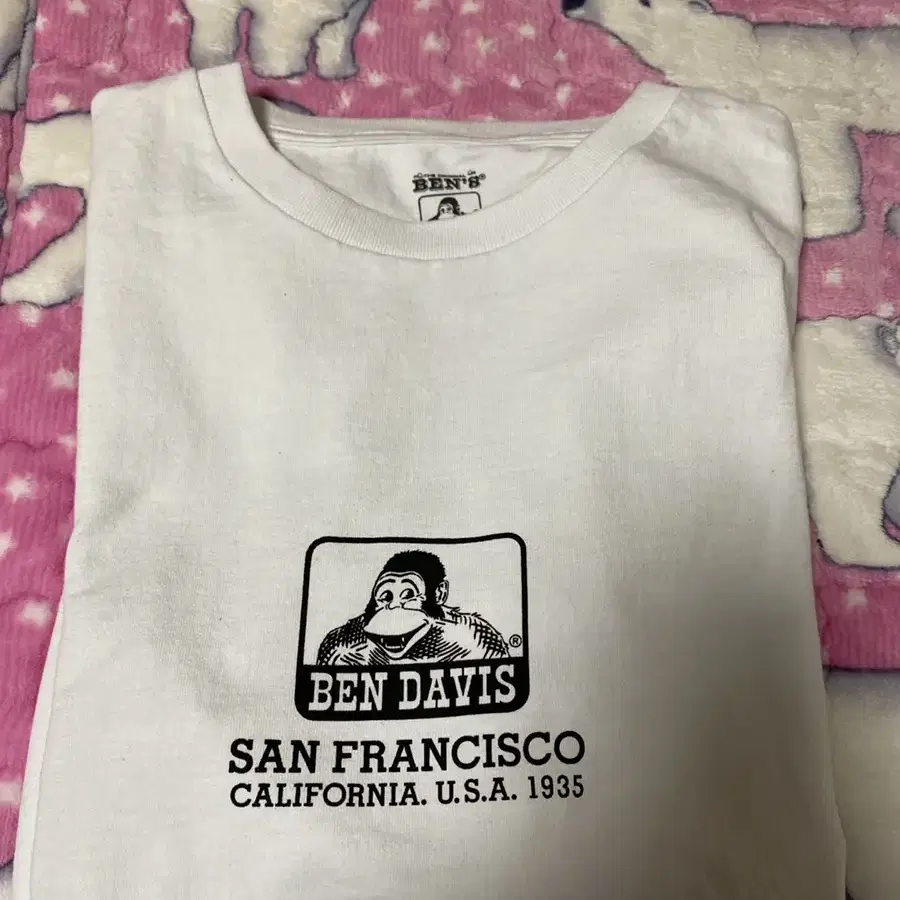 BEN'S®
®
BEN DAVIS
SAN FRANCISCO
CALIFORNIA. U.S.A. 1935